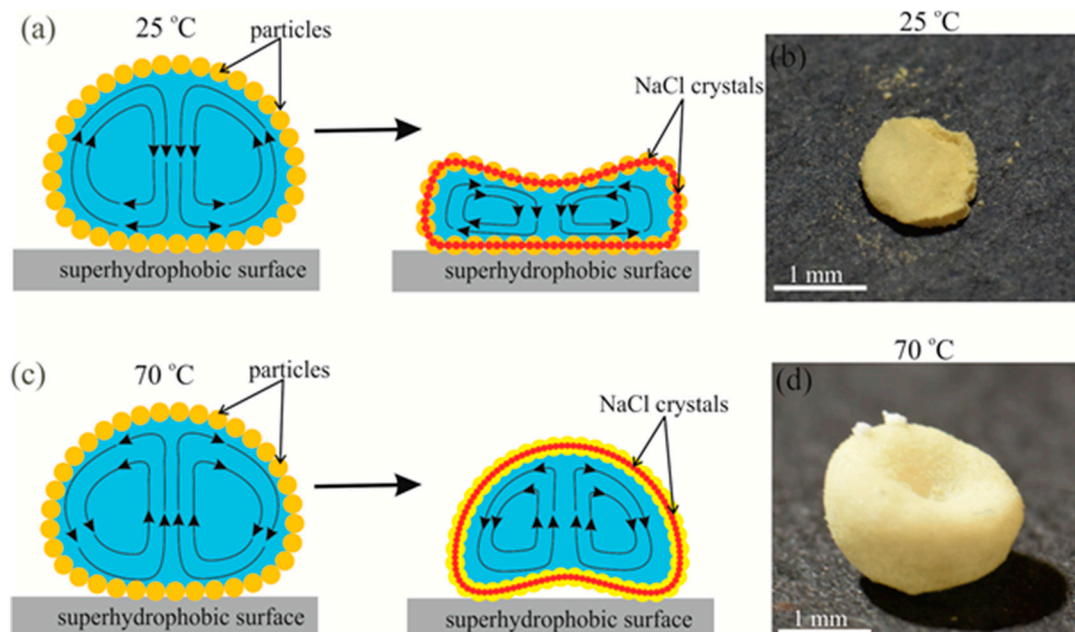 (a)
25 °C
particles
NaCl crystals
superhydrophobic surface
superhydrophobic surface
25 °C
(b)
1 mm
(c)
70 °C
particles
NaCl crystals
superhydrophobic surface
superhydrophobic surface
70 °C
(d)
1 mm